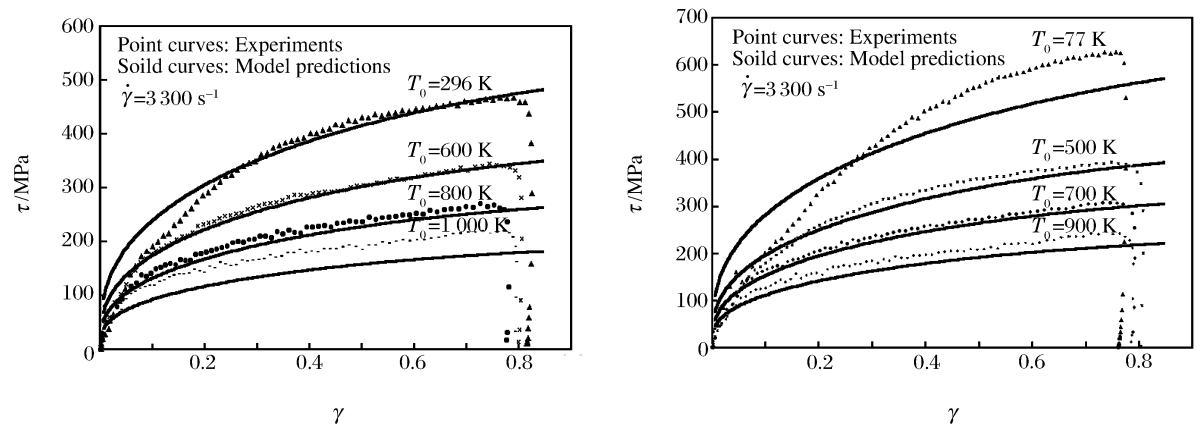 600
500
400
300
200
100
0
0.2
0.4
0.6
0.8
τ/MPa
γ
Point curves: Experiments
Soild curves: Model predictions
γ̇=3 300 s⁻¹
T₀=296 K
T₀=600 K
T₀=800 K
T₀=1 000 K
700
600
500
400
300
200
100
0
0.2
0.4
0.6
0.8
τ/MPa
γ
Point curves: Experiments
Soild curves: Model predictions
γ̇=3 300 s⁻¹
T₀=77 K
T₀=500 K
T₀=700 K
T₀=900 K